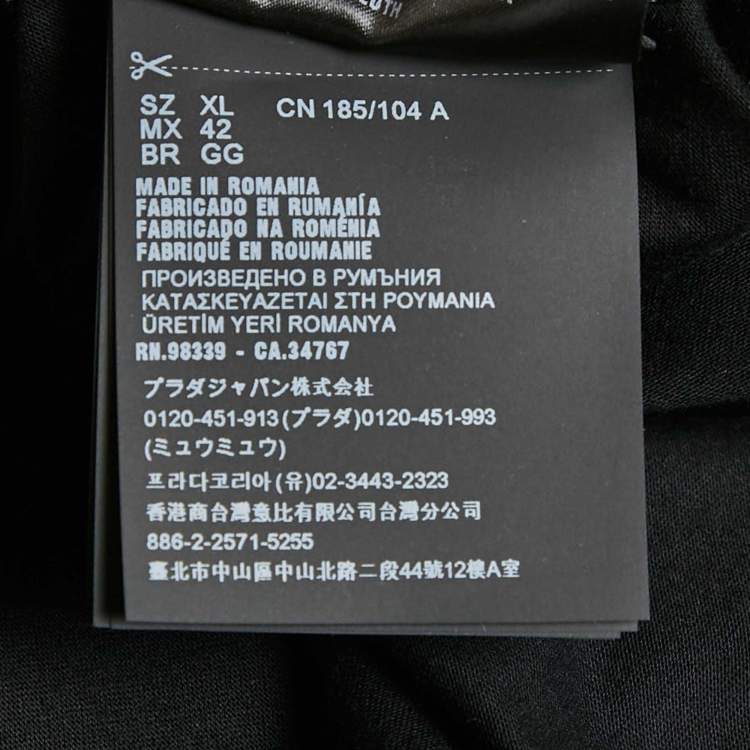 SZ XL CN 185/104 A
MX 42
BR GG
MADE IN ROMANIA
FABRICADO EN RUMANÍA
FABRICADO NA ROMÉNIA
FABRIQUÉ EN ROUMANIE
ПРОИЗВЕДЕНО В РУМЪНИЯ
ΚΑΤΑΣΚΕΥΑΖΕΤΑΙ ΣΤΗ ΡΟΥΜΑΝΙΑ
ÜRETİM YERİ ROMANYA
RN.98339 - CA.34767
プラダジャパン株式会社
0120-451-913(プラダ)0120-451-993
(ミュウミュウ)
프라다코리아(유)02-3443-2323
香港商台灣意比有限公司台灣分公司
886-2-2571-5255
臺北市中山區中山北路二段44號12樓A室